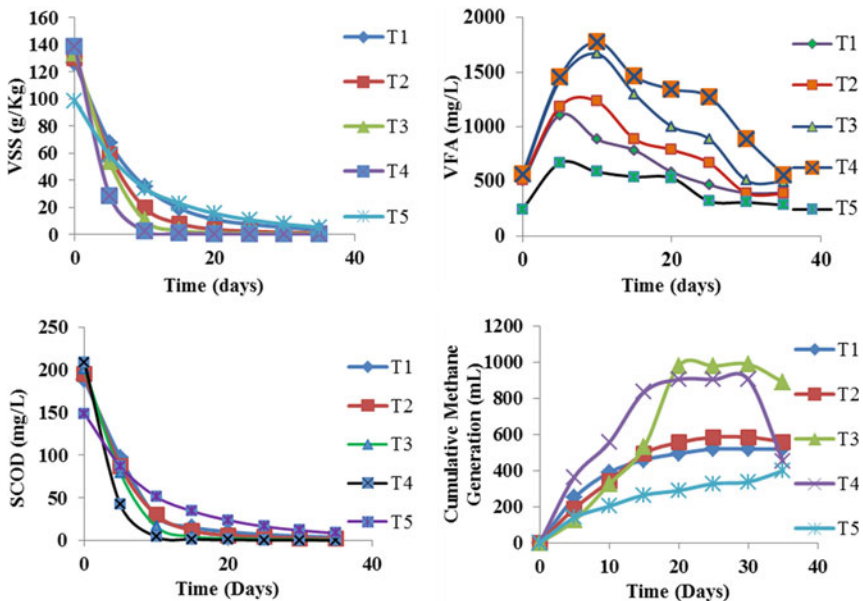 160
140
120
100
80
60
40
20
0
VSS (g/Kg)
0 20 40
Time (days)
T1
T2
T3
T4
T5
2000
1500
1000
500
0
VFA (mg/L)
0 20 40
Time (days)
T1
T2
T3
T4
T5
250
200
150
100
50
0
SCOD (mg/L)
0 20 40
Time (Days)
T1
T2
T3
T4
T5
1200
1000
800
600
400
200
0
Cumulative Methane
Generation (mL)
0 10 20 30 40
Time (Days)
T1
T2
T3
T4
T5